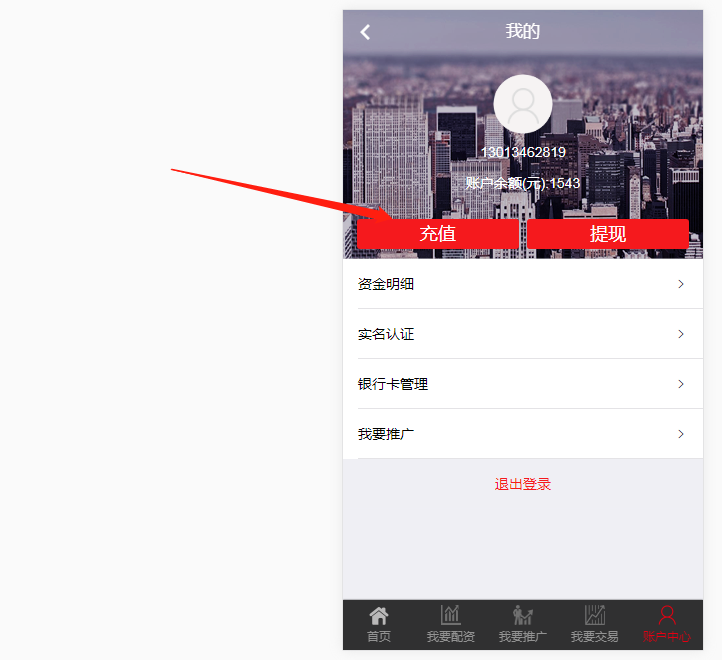 我的
13013462819
账户余额(元):1543
充值 提现
资金明细
实名认证
银行卡管理
我要推广
退出登录
首页 我要配资 我要推广 我要交易 账户中心